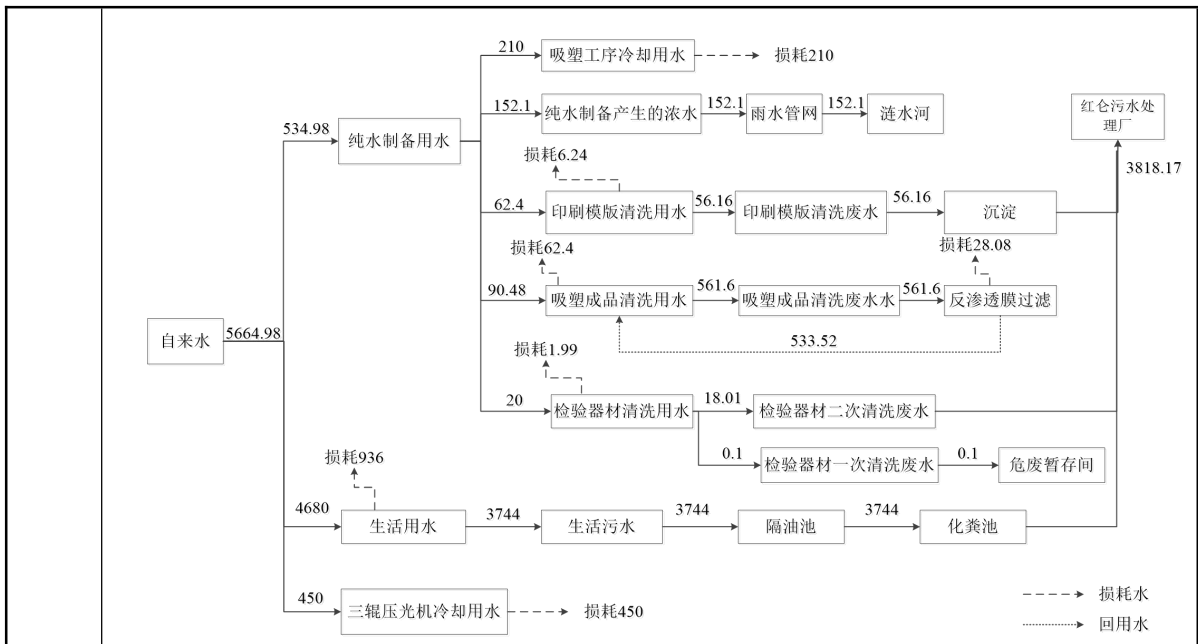 210
吸塑工序冷却用水
损耗210
152.1
纯水制备产生的浓水
152.1
雨水管网
152.1
涟水河
红仑污水处
理厂
534.98
纯水制备用水
3818.17
损耗6.24
62.4
印刷模版清洗用水
56.16
印刷模版清洗废水
56.16
沉淀
损耗62.4
损耗28.08
90.48
吸塑成品清洗用水
561.6
吸塑成品清洗废水水
561.6
反渗透膜过滤
533.52
自来水
5664.98
损耗1.99
20
检验器材清洗用水
18.01
检验器材二次清洗废水
0.1
检验器材一次清洗废水
0.1
危废暂存间
损耗936
4680
生活用水
3744
生活污水
3744
隔油池
3744
化粪池
450
三辊压光机冷却用水
损耗450
损耗水
回用水